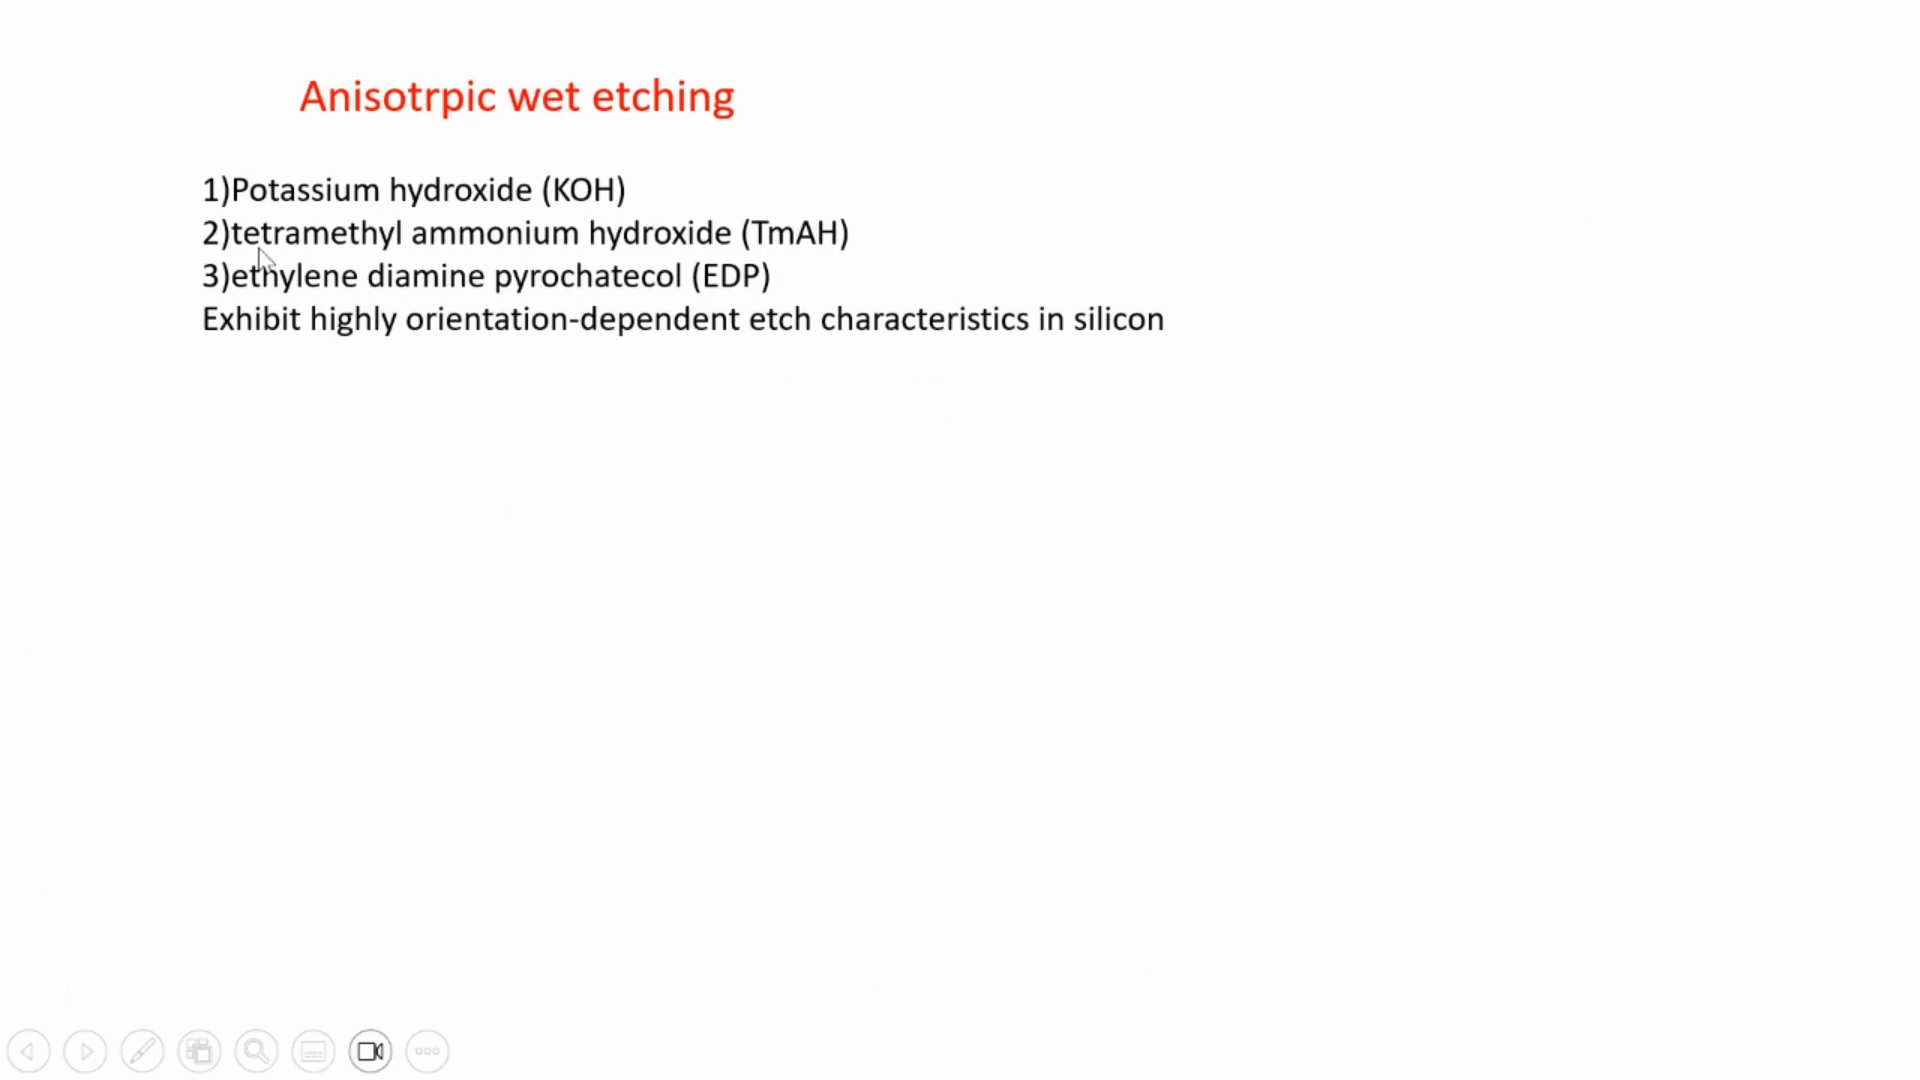 Anisotrpic wet etching
1)Potassium hydroxide (KOH)
2)tetramethyl ammonium hydroxide (TmAH)
3)ethylene diamine pyrochatecol (EDP)
Exhibit highly orientation-dependent etch characteristics in silicon